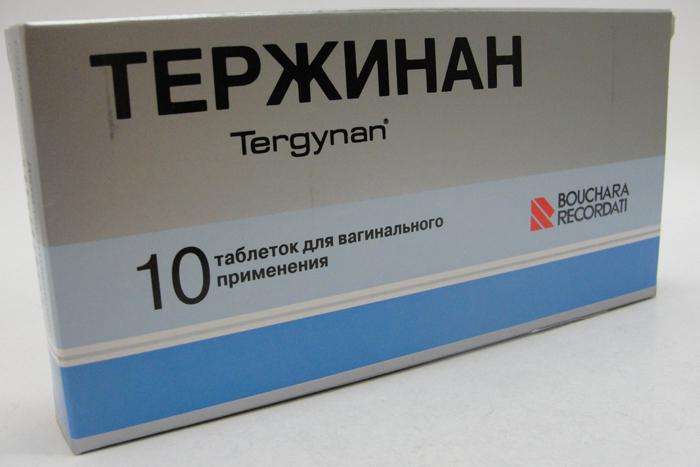 ТЕРЖИНАН
Tergynan®
10 таблеток для вагинального
применения
BOUCHARA
RECORDATI